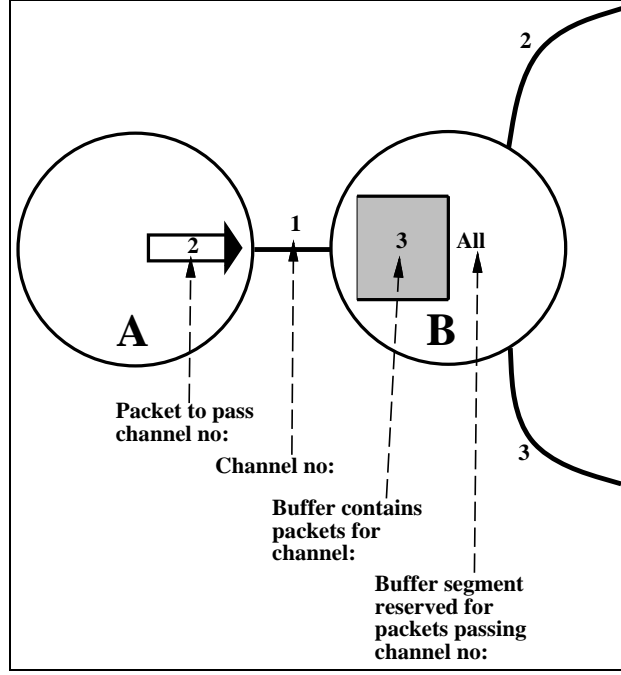 2
1
2
3
All
A
B
Packet to pass
channel no:
Channel no:
3
Buffer contains
packets for
channel:
Buffer segment
reserved for
packets passing
channel no: